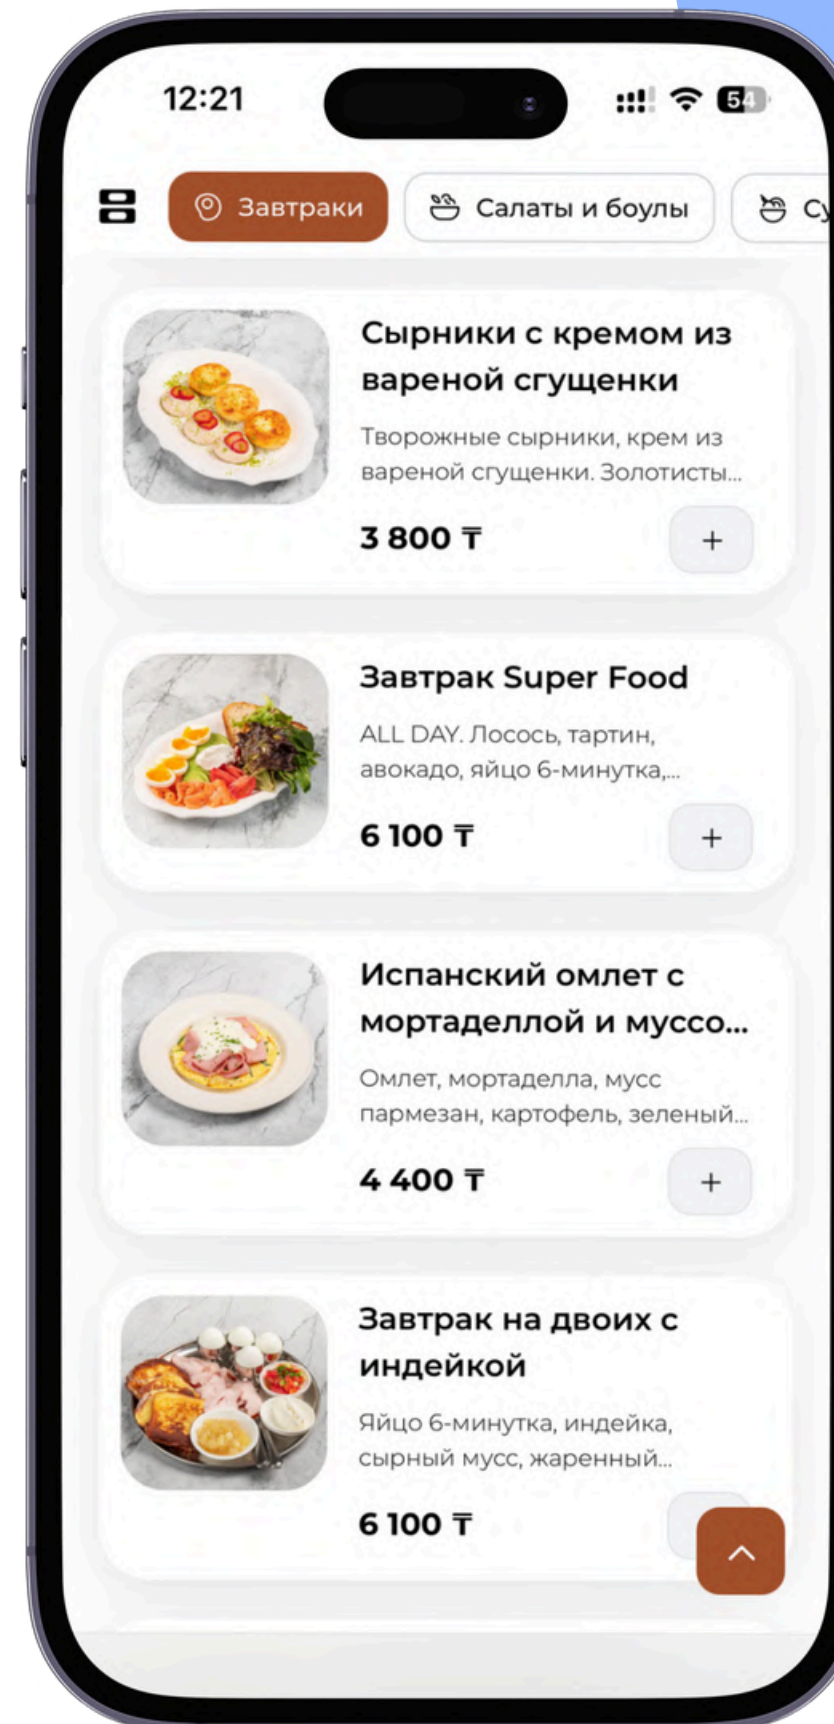 12:21
54
Завтраки
Салаты и боулы
Су
Сырники с кремом из
вареной сгущенки
Творожные сырники, крем из
вареной сгущенки. Золотисты...
3 800 ₸
+
Завтрак Super Food
ALL DAY. Лосось, тартин,
авокадо, яйцо 6-минутка,...
6 100 ₸
+
Испанский омлет с
мортаделлой и муссо...
Омлет, мортаделла, мусс
пармезан, картофель, зеленый...
4 400 ₸
+
Завтрак на двоих с
индейкой
Яйцо 6-минутка, индейка,
сырный мусс, жаренный...
6 100 ₸